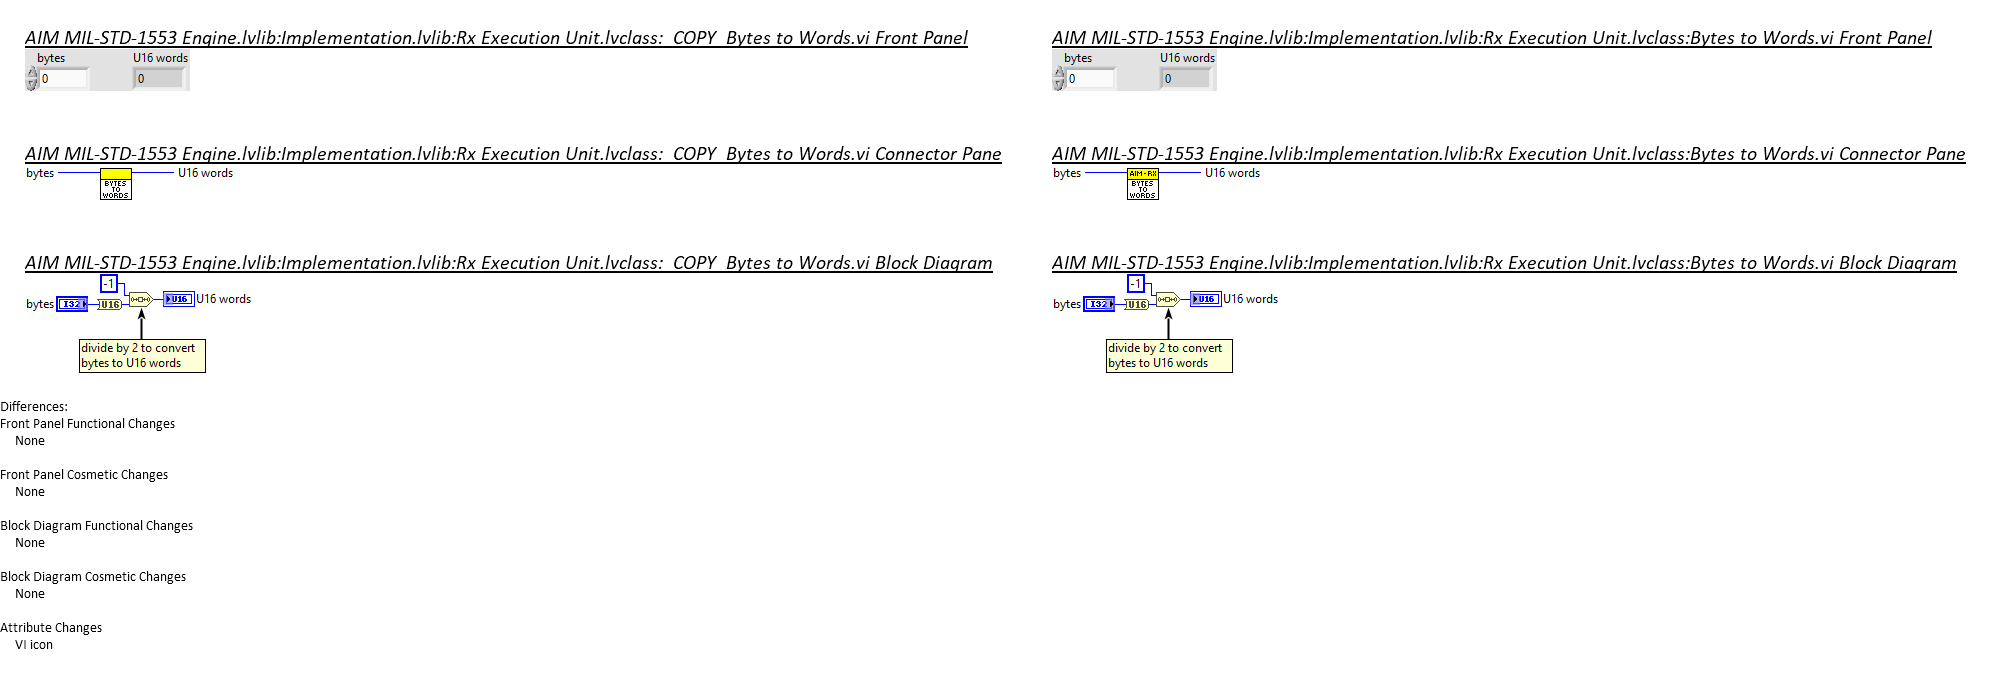 AIM MIL-STD-1553 Engine.lvlib:Implementation.lvlib:Rx Execution Unit.lvclass:  COPY  Bytes to Words.vi Front Panel
bytes U16 words
0 0
AIM MIL-STD-1553 Engine.lvlib:Implementation.lvlib:Rx Execution Unit.lvclass:  COPY  Bytes to Words.vi Connector Pane
bytes U16 words
BYTES
TO
WORDS
AIM MIL-STD-1553 Engine.lvlib:Implementation.lvlib:Rx Execution Unit.lvclass:  COPY  Bytes to Words.vi Block Diagram
-1
bytes I32 U16 U16 U16 words
divide by 2 to convert
bytes to U16 words
AIM MIL-STD-1553 Engine.lvlib:Implementation.lvlib:Rx Execution Unit.lvclass:Bytes to Words.vi Front Panel
bytes U16 words
0 0
AIM MIL-STD-1553 Engine.lvlib:Implementation.lvlib:Rx Execution Unit.lvclass:Bytes to Words.vi Connector Pane
bytes U16 words
AIM-RX
BYTES
TO
WORDS
AIM MIL-STD-1553 Engine.lvlib:Implementation.lvlib:Rx Execution Unit.lvclass:Bytes to Words.vi Block Diagram
-1
bytes I32 U16 U16 U16 words
divide by 2 to convert
bytes to U16 words
Differences:
Front Panel Functional Changes
None
Front Panel Cosmetic Changes
None
Block Diagram Functional Changes
None
Block Diagram Cosmetic Changes
None
Attribute Changes
VI icon